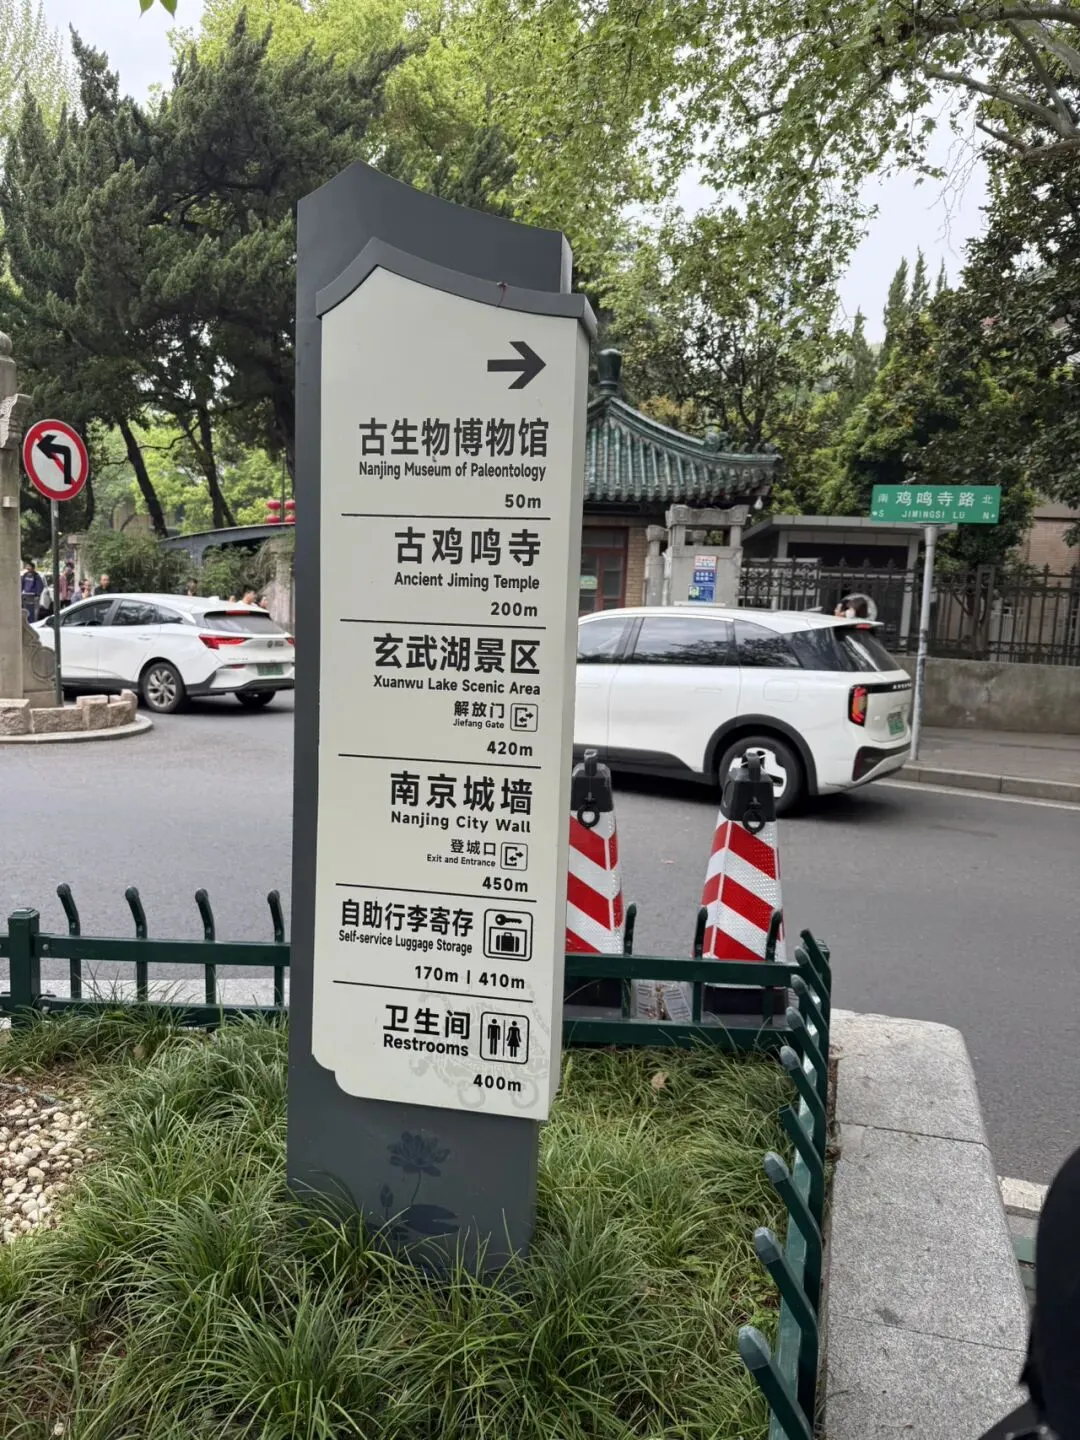 古生物博物馆
Nanjing Museum of Paleontology
50m
古鸡鸣寺
Ancient Jiming Temple
200m
玄武湖景区
Xuanwu Lake Scenic Area
解放门
Jiefang Gate
420m
南京城墙
Nanjing City Wall
登城口
Exit and Entrance
450m
自助行李寄存
Self-service Luggage Storage
170m | 410m
卫生间
Restrooms
400m
南 鸡鸣寺路 北
S JIMINGSI LU N